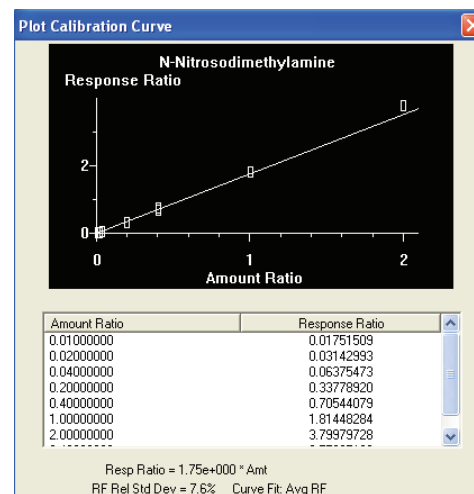 Plot Calibration Curve
N-Nitrosodimethylamine
Response Ratio
2
0
0 1 2
Amount Ratio
Amount Ratio Response Ratio
0.01000000 0.01751509
0.02000000 0.03142993
0.04000000 0.06375473
0.20000000 0.33778920
0.40000000 0.70544079
1.00000000 1.81448284
2.00000000 3.79979728
Resp Ratio = 1.75e+000 * Amt
RF Rel Std Dev = 7.6% Curve Fit: Avg RF